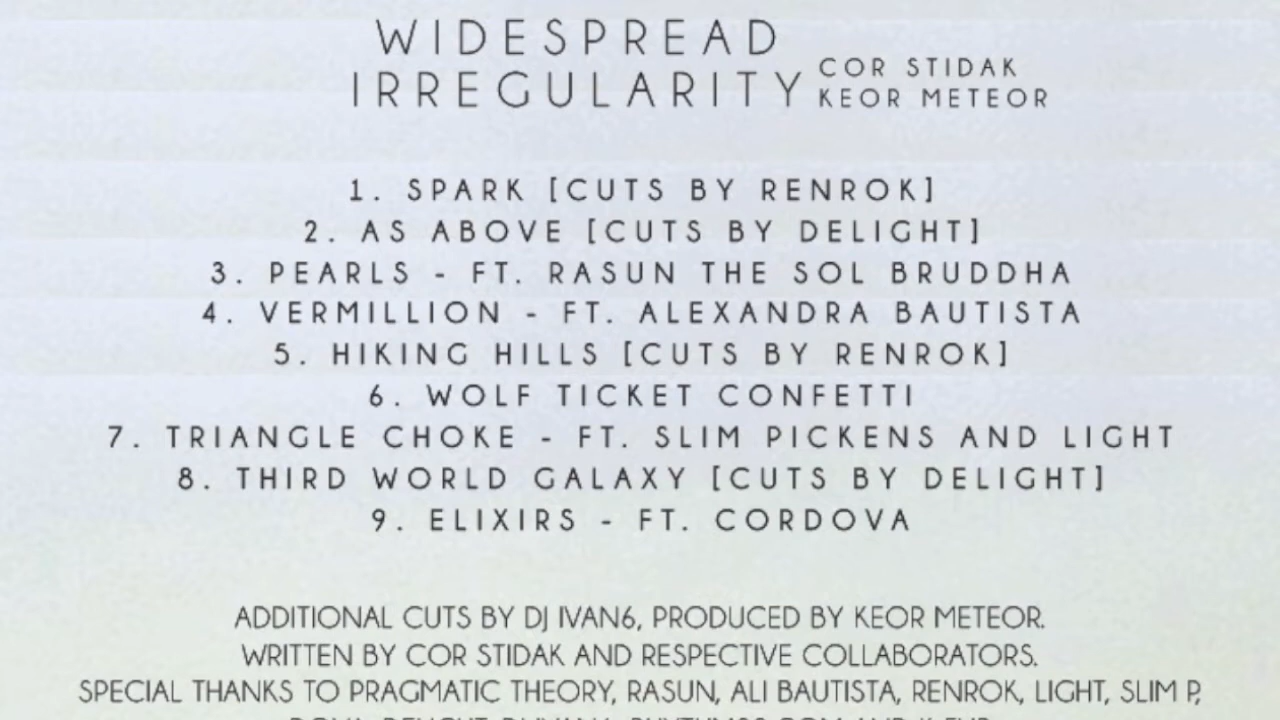 WIDESPREAD
IRREGULARITY
COR STIDAK
KEOR METEOR
1. SPARK [CUTS BY RENROK]
2. AS ABOVE [CUTS BY DELIGHT]
3. PEARLS - FT. RASUN THE SOL BRUDDHA
4. VERMILLION - FT. ALEXANDRA BAUTISTA
5. HIKING HILLS [CUTS BY RENROK]
6. WOLF TICKET CONFETTI
7. TRIANGLE CHOKE - FT. SLIM PICKENS AND LIGHT
8. THIRD WORLD GALAXY [CUTS BY DELIGHT]
9. ELIXIRS - FT. CORDOVA
ADDITIONAL CUTS BY DJ IVAN6, PRODUCED BY KEOR METEOR.
WRITTEN BY COR STIDAK AND RESPECTIVE COLLABORATORS.
SPECIAL THANKS TO PRAGMATIC THEORY, RASUN, ALI BAUTISTA, RENROK, LIGHT, SLIM P,